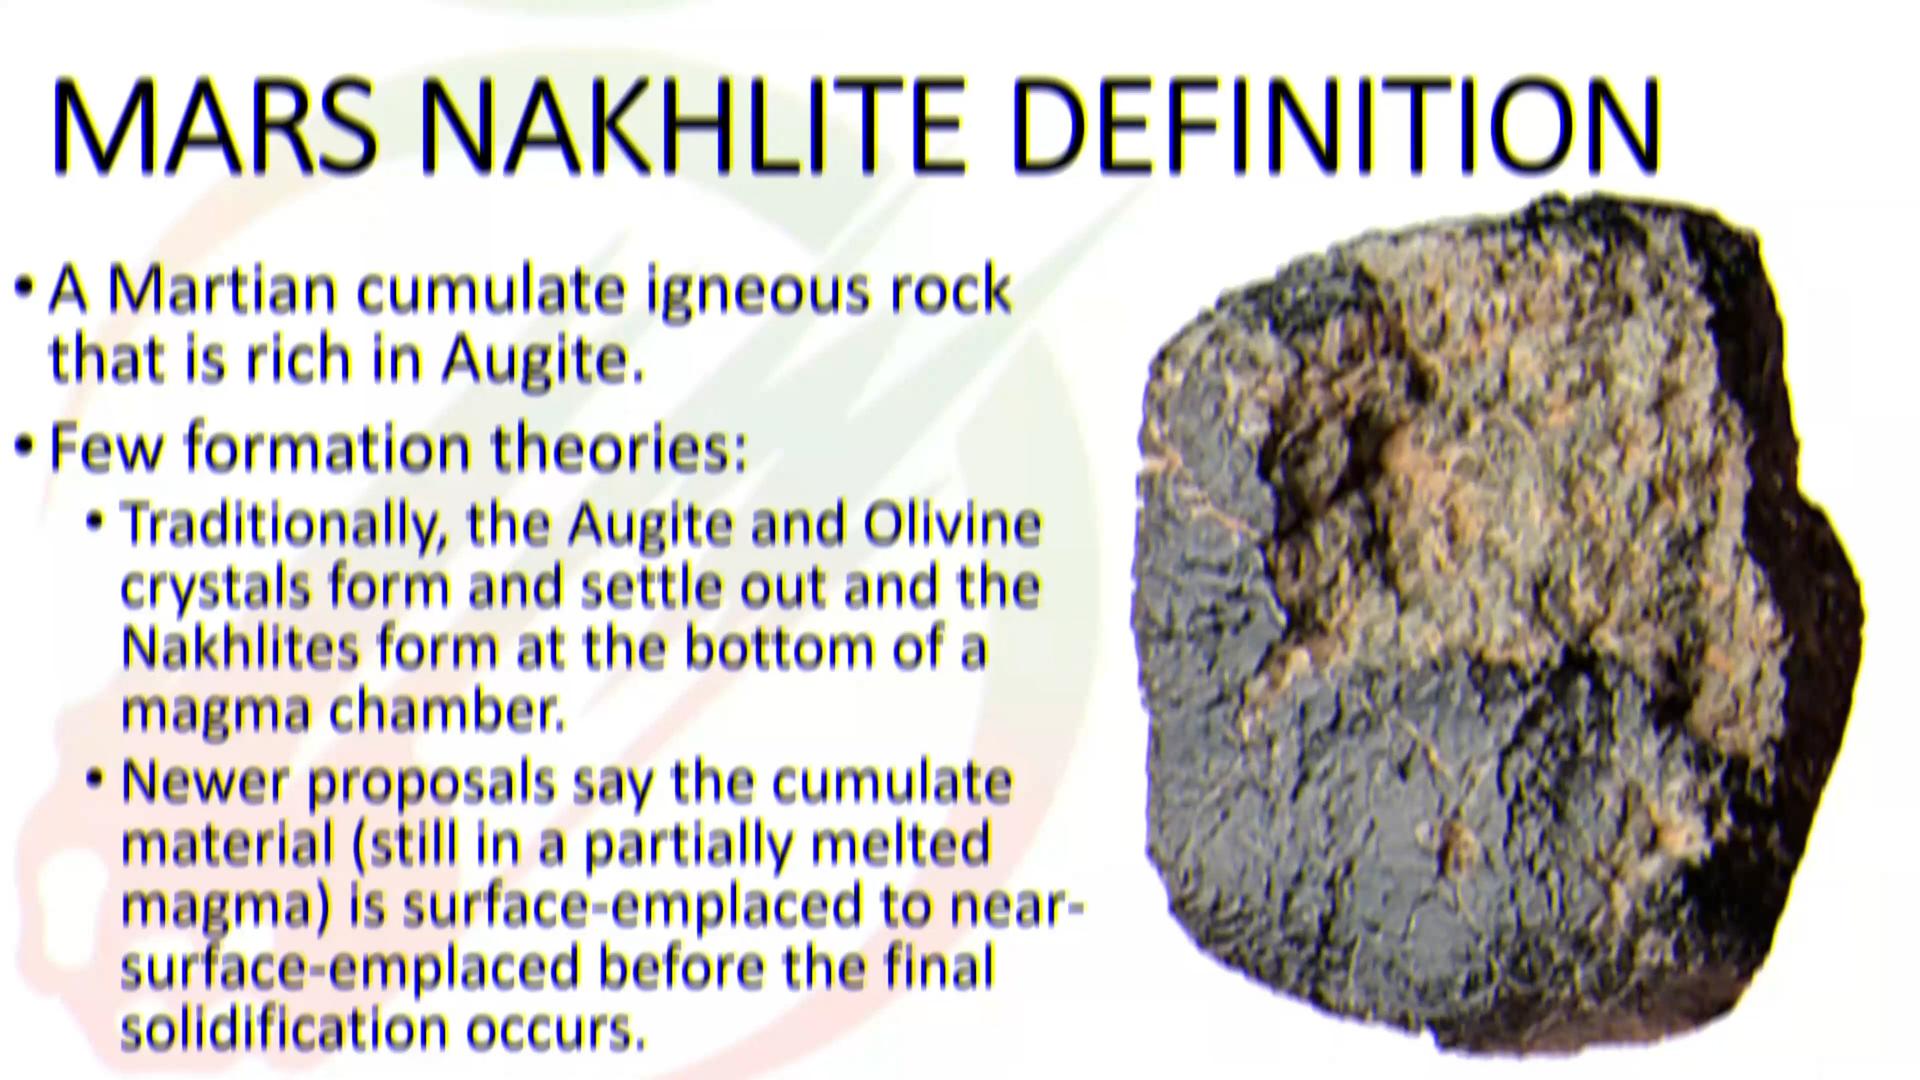 MARS NAKHLITE DEFINITION
• A Martian cumulate igneous rock
that is rich in Augite.
• Few formation theories:
• Traditionally, the Augite and Olivine
crystals form and settle out and the
Nakhlites form at the bottom of a
magma chamber.
• Newer proposals say the cumulate
material (still in a partially melted
magma) is surface-emplaced to near-
surface-emplaced before the final
solidification occurs.